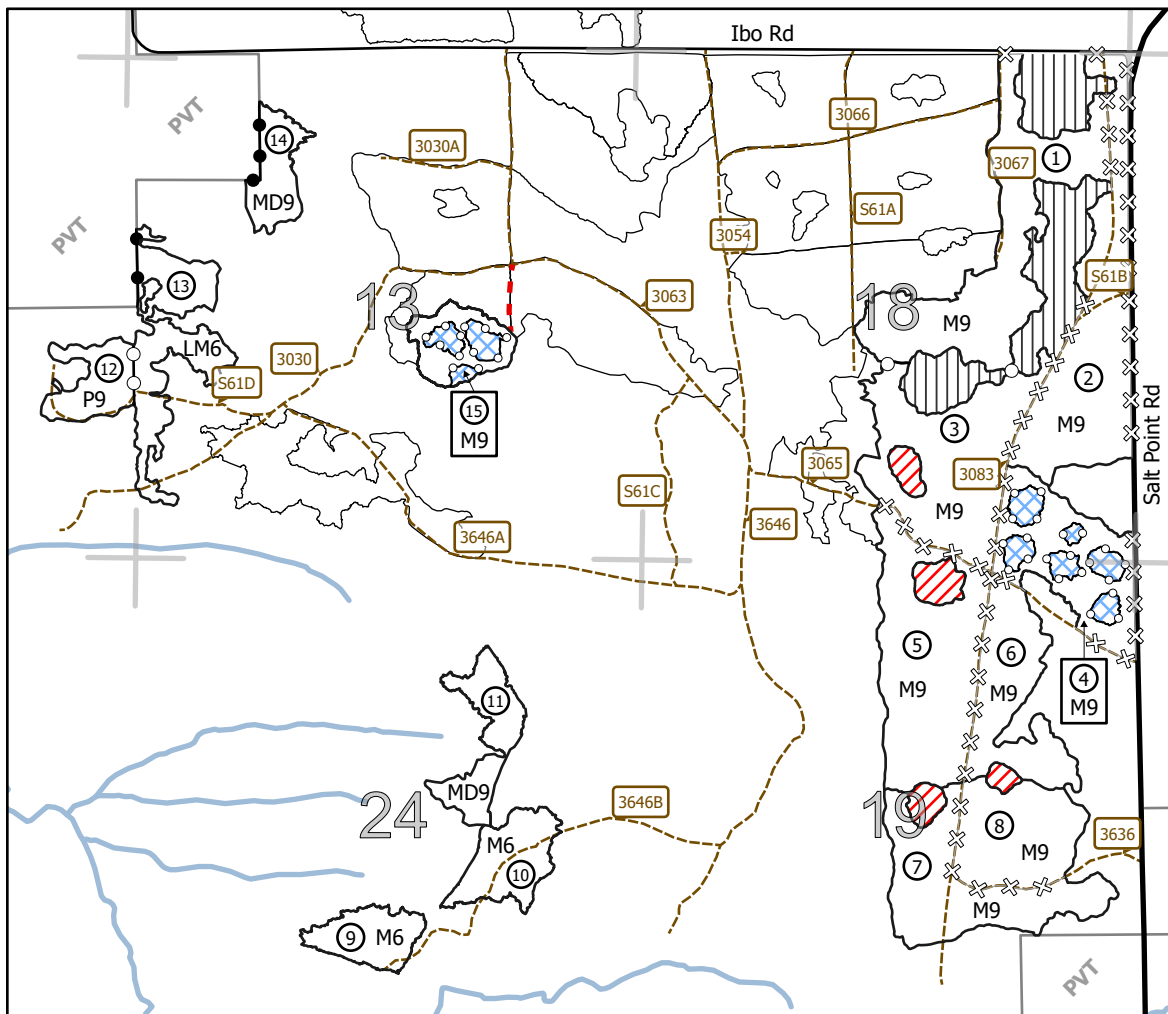 Ibo Rd
PVT
14
3030A
3066
1
3067
MD9
S61A
PVT
3054
13
S61B
3063
13
18
M9
LM6
3030
12
S61D
P9
2
15
M9
M9
3
3065
3083
Salt Point Rd
S61C
M9
3646
3646A
5
6
4
M9
M9
M9
11
MD9
24
3646B
19
8
3636
M6
M9
10
7
M9
9
M6
PVT